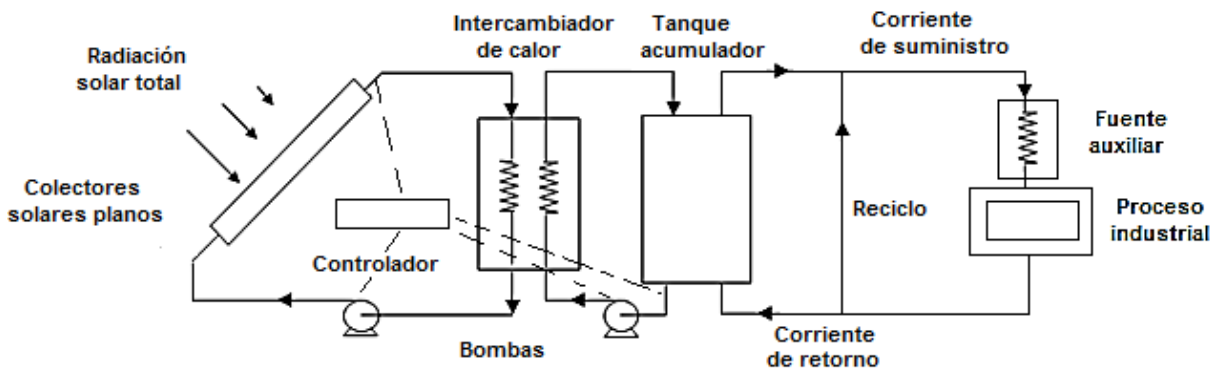 Radiación
solar total
Colectores
solares planos
Controlador
Intercambiador
de calor
Bombas
Tanque
acumulador
Corriente
de suministro
Reciclo
Fuente
auxiliar
Proceso
industrial
Corriente
de retorno